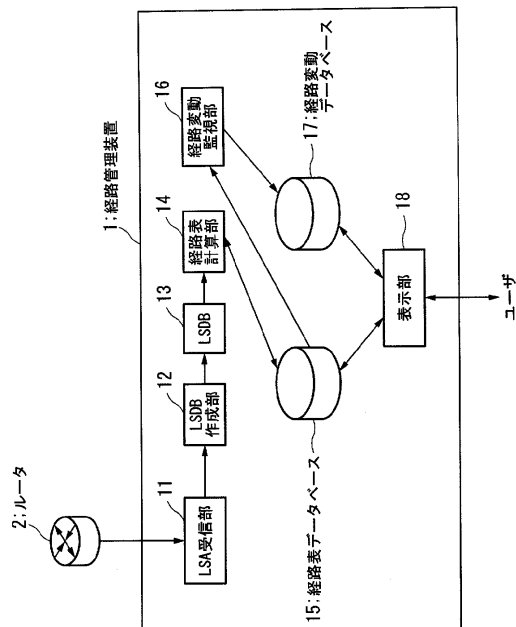 1;経路管理装置
2;ルータ
11
LSA受信部
12
LSDB
作成部
13
LSDB
14
経路表
計算部
16
経路変動
監視部
15;経路表データベース
17;経路変動
データベース
18
表示部
ユーザ